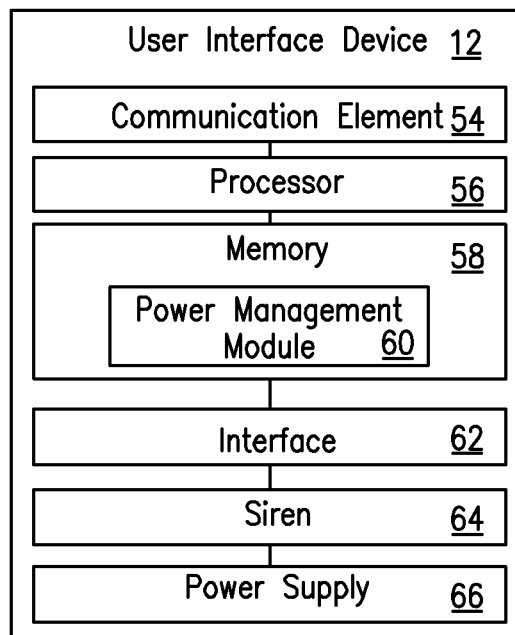 User Interface Device 12
Communication Element 54
Processor 56
Memory 58
Power Management
Module 60
Interface 62
Siren 64
Power Supply 66